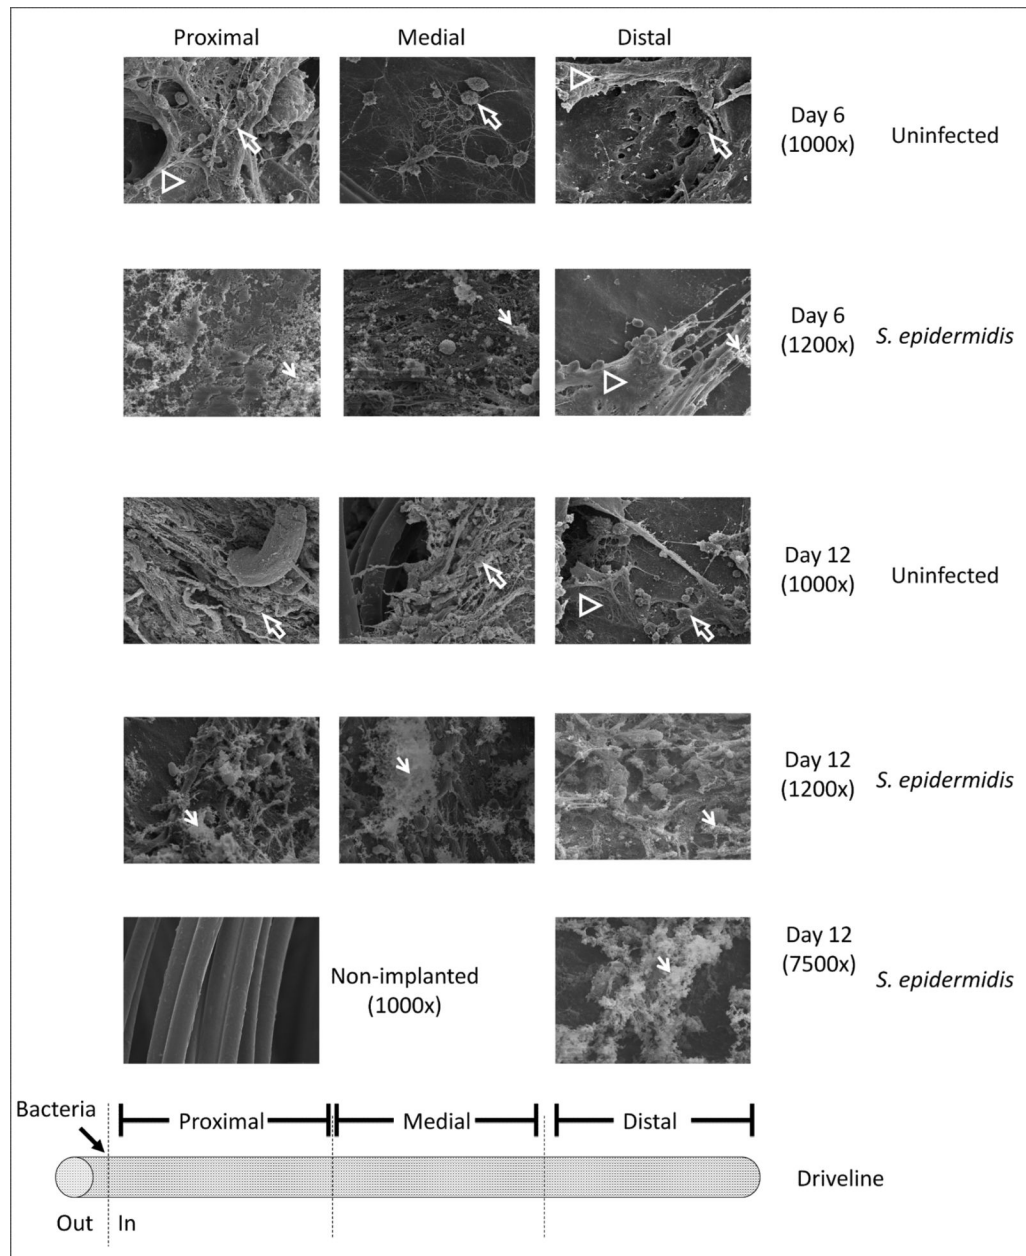 Proximal Medial Distal
Day 6
(1000x)
Uninfected
Day 6
(1200x)
S. epidermidis
Day 12
(1000x)
Uninfected
Day 12
(1200x)
S. epidermidis
Non-implanted
(1000x)
Day 12
(7500x)
S. epidermidis
Bacteria
Proximal Medial Distal
Driveline
Out In